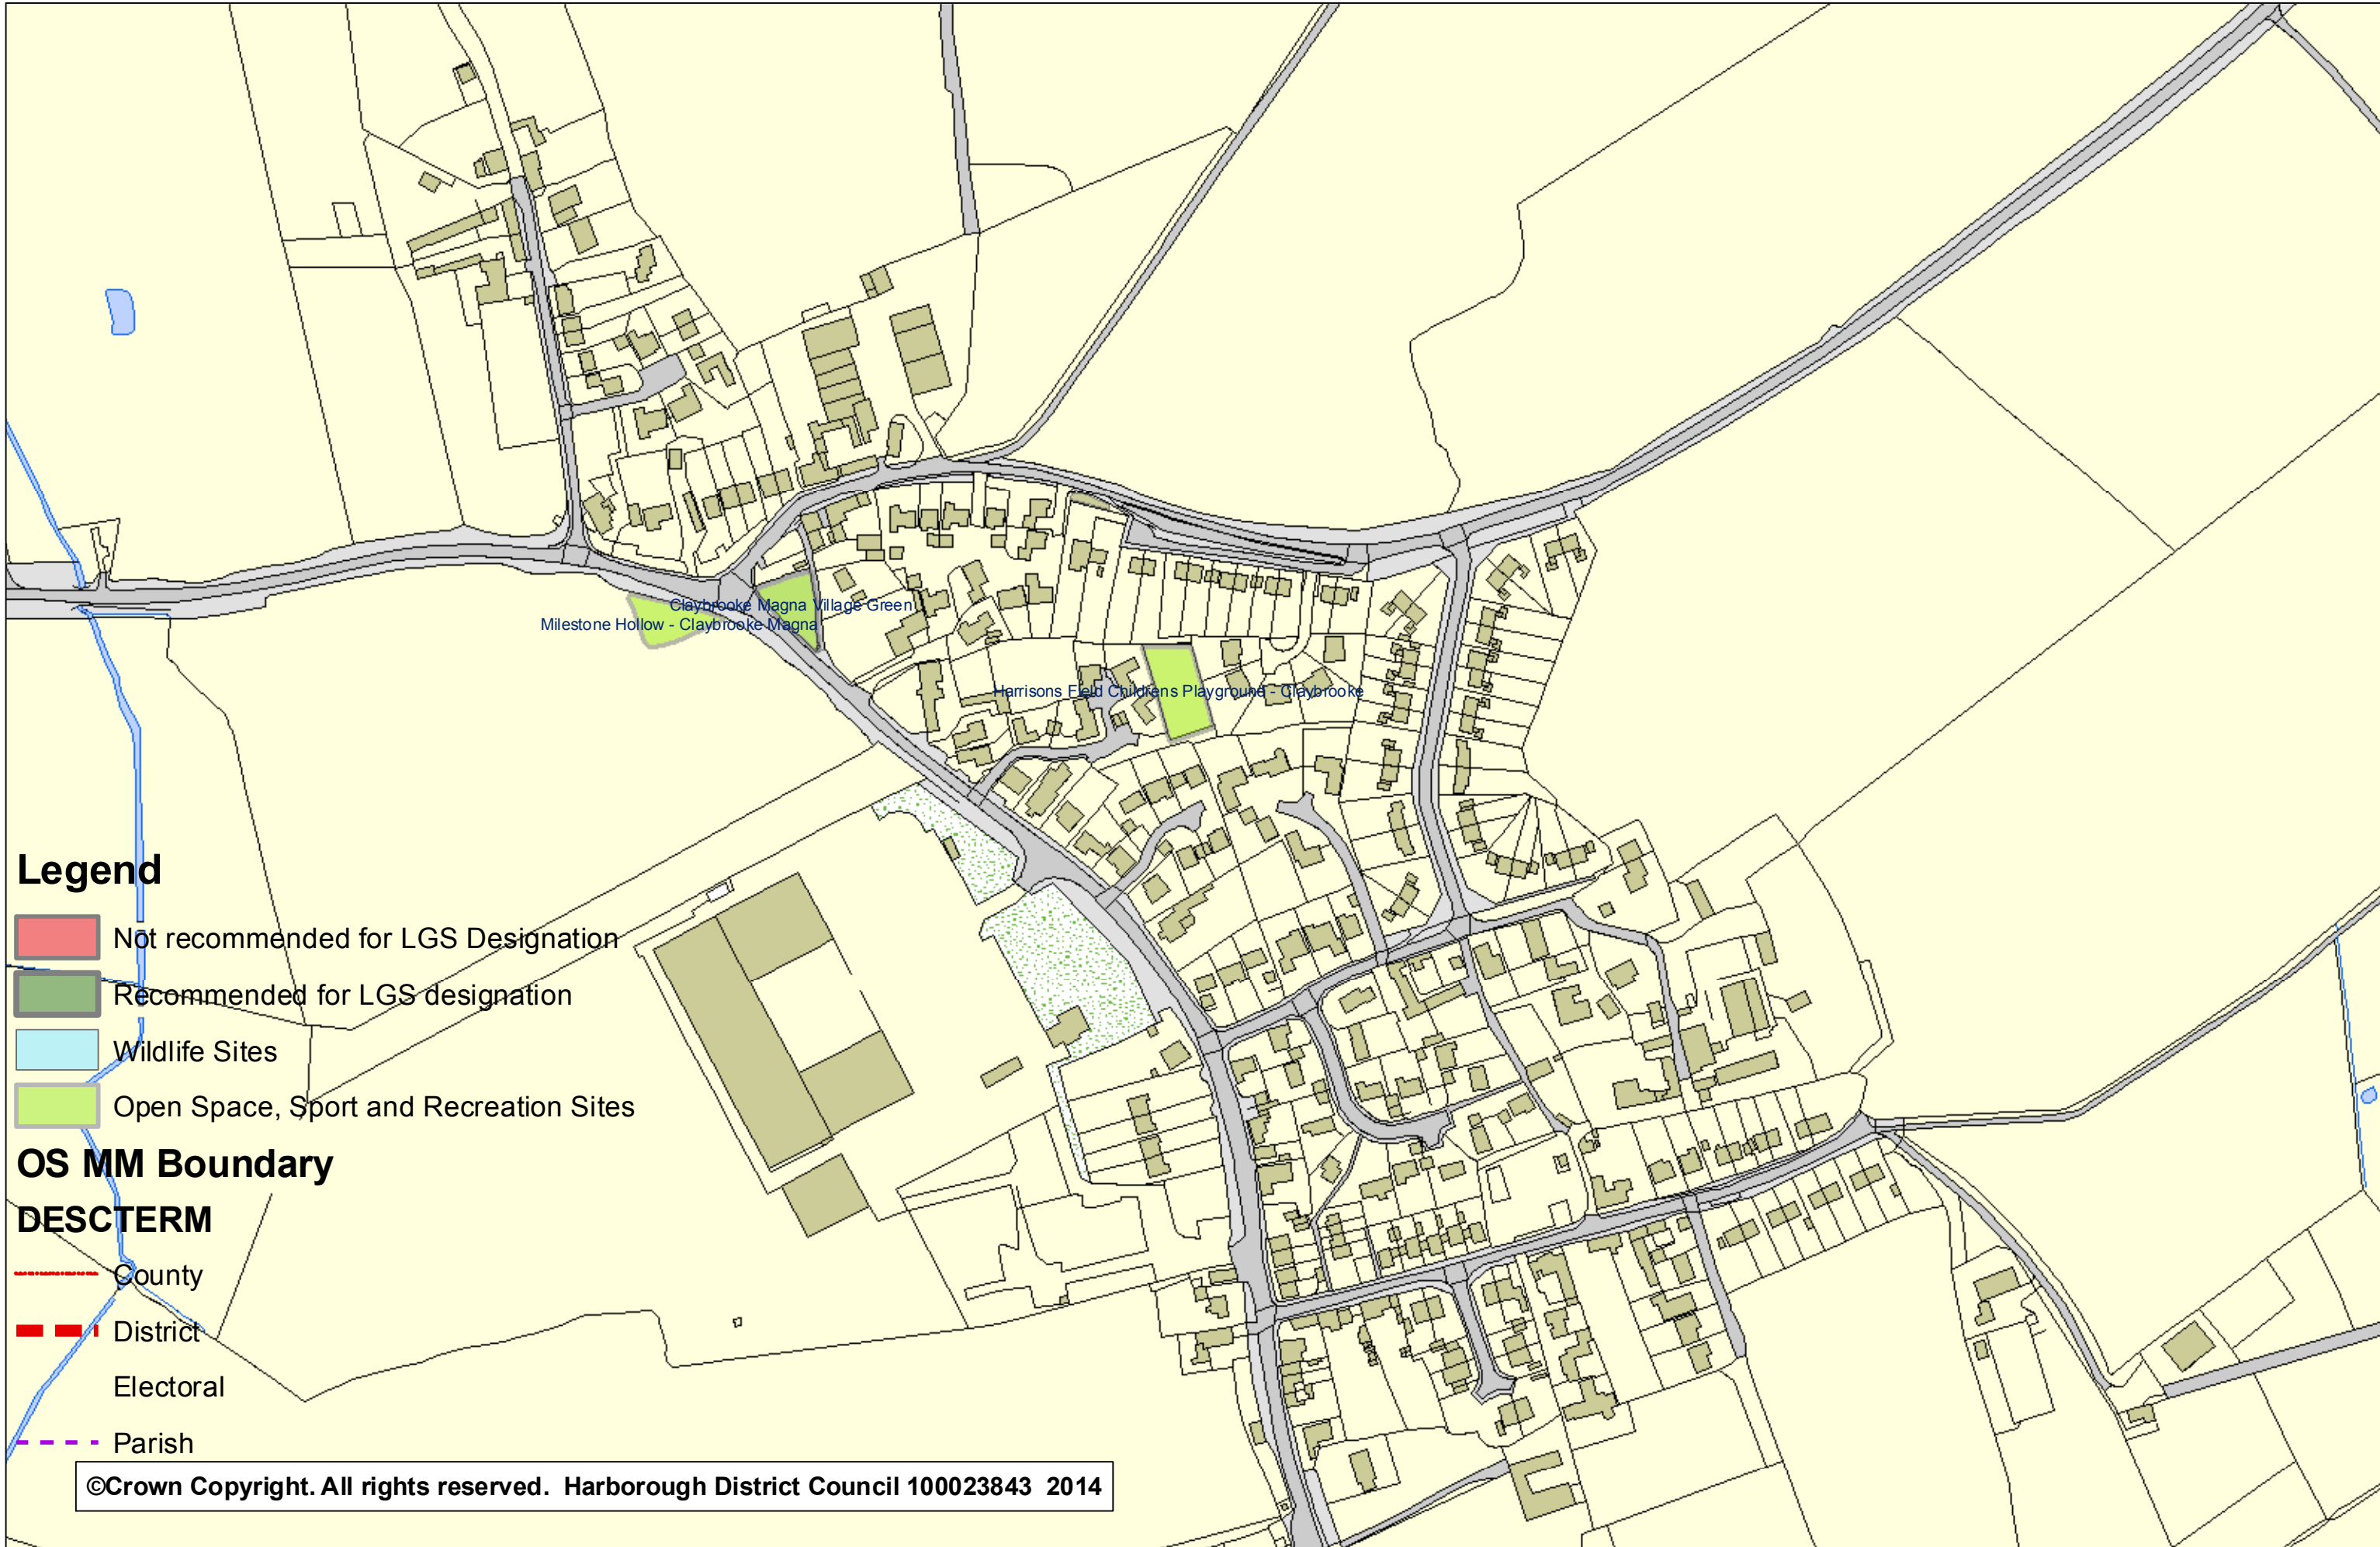 Claybrooke Magna Village Green
Milestone Hollow - Claybrooke Magna
Harrisons Field Childrens Playground - Claybrooke
Legend
Not recommended for LGS Designation
Recommended for LGS designation
Wildlife Sites
Open Space, Sport and Recreation Sites
OS MM Boundary
DESCTERM
County
District
Electoral
Parish
©Crown Copyright. All rights reserved. Harborough District Council 100023843 2014